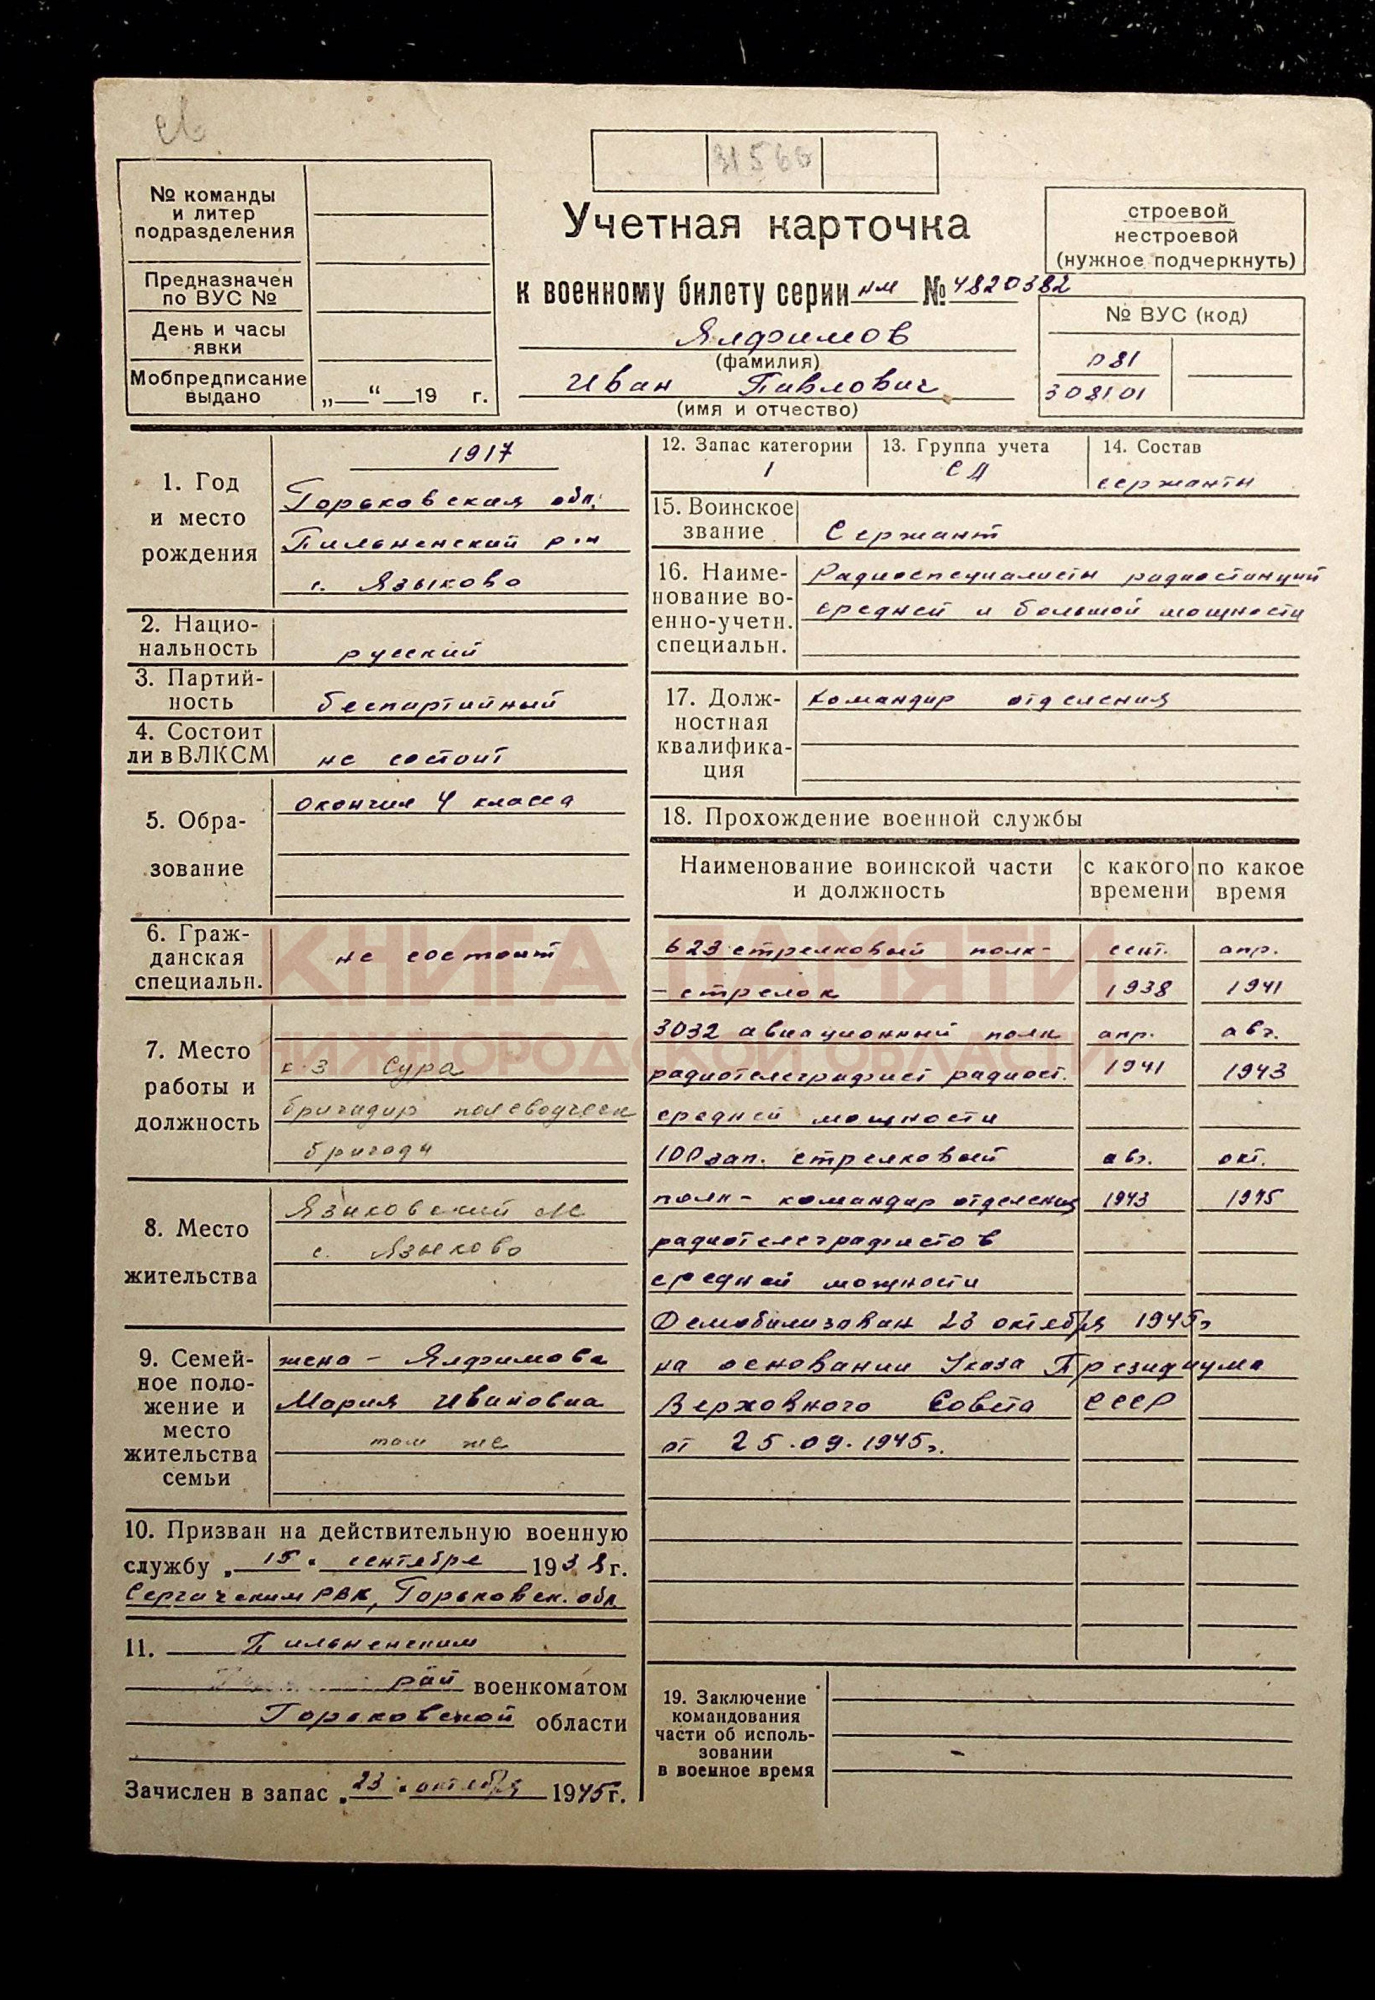 31566
№ команды
и литер
подразделения
Предназначен
по ВУС №
День и часы
явки
Мобпредписание
выдано
„ “ 19 г.
Учетная карточка
к военному билету серии нм № 4820382
Ялфимов
(фамилия)
Иван Павлович
(имя и отчество)
строевой
нестроевой
(нужное подчеркнуть)
№ ВУС (код)
081
308101
1. Год
и место
рождения
1917
Горьковская обл.
Пильненский р-н
с. Языково
2. Нацио-
нальность
русский
3. Партий-
ность
беспартийный
4. Состоит
ли в ВЛКСМ
не состоит
5. Обра-
зование
окончил 4 класса
6. Граж-
данская
специальн.
не состоит
7. Место
работы и
должность
к-з Сура
бригадир полеводческ
бригады
8. Место
жительства
Языковский
с. Языково
9. Семей-
ное поло-
жение и
место
жительства
семьи
жена - Ялфимова
Мария Ивановна
там же
10. Призван на действительную военную
службу „ 15 “ сентября 1938 г.
Сергачским РВК, Горьковск. обл.
11. Пильненским
рай военкоматом
Горьковской области
Зачислен в запас „ 23 “ октября 1945 г.
12. Запас категории
1
13. Группа учета
СА
14. Состав
сержанты
15. Воинское
звание
Сержант
16. Наиме-
нование во-
енно-учетн.
специальн.
Радиоспециалисты радиостанций
средней и большой мощности
17. Долж-
ностная
квалифика-
ция
командир отделения
18. Прохождение военной службы
Наименование воинской части
и должность
с какого
времени
по какое
время
623 стрелковый полк- сент. апр.
- стрелок 1938 1941
3032 авиационный полк апр. авг.
радиотелеграфист радиост. 1941 1943
средней мощности
100 зап. стрелковый авг. окт.
полк - командир отделения 1943 1945
радиотелеграфистов
средней мощности
Демобилизован 23 октября 1945г
на основании Указа Президиума
Верховного Совета СССР
от 25.09.1945г.
19. Заключение
командования
части об исполь-
зовании
в военное время
КНИГА ПАМЯТИ
НИЖГОРОДСКОЙ ОБЛАСТИ